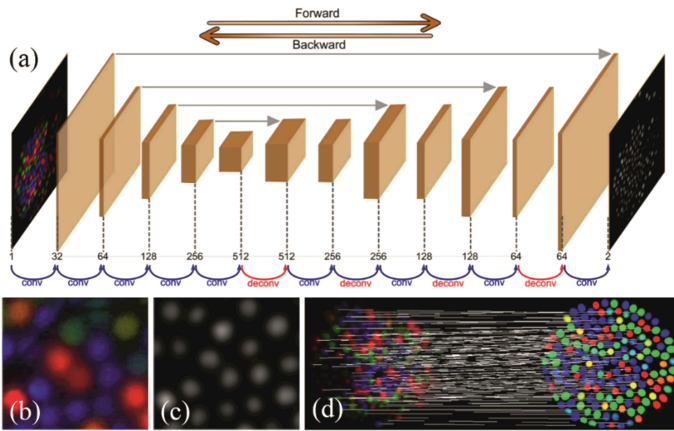 Forward
Backward
(a)
1 32 64 128 256 512 512 256 256 128 128 64 64 2
conv conv conv conv conv deconv conv deconv conv deconv conv deconv conv
(b) (c) (d)